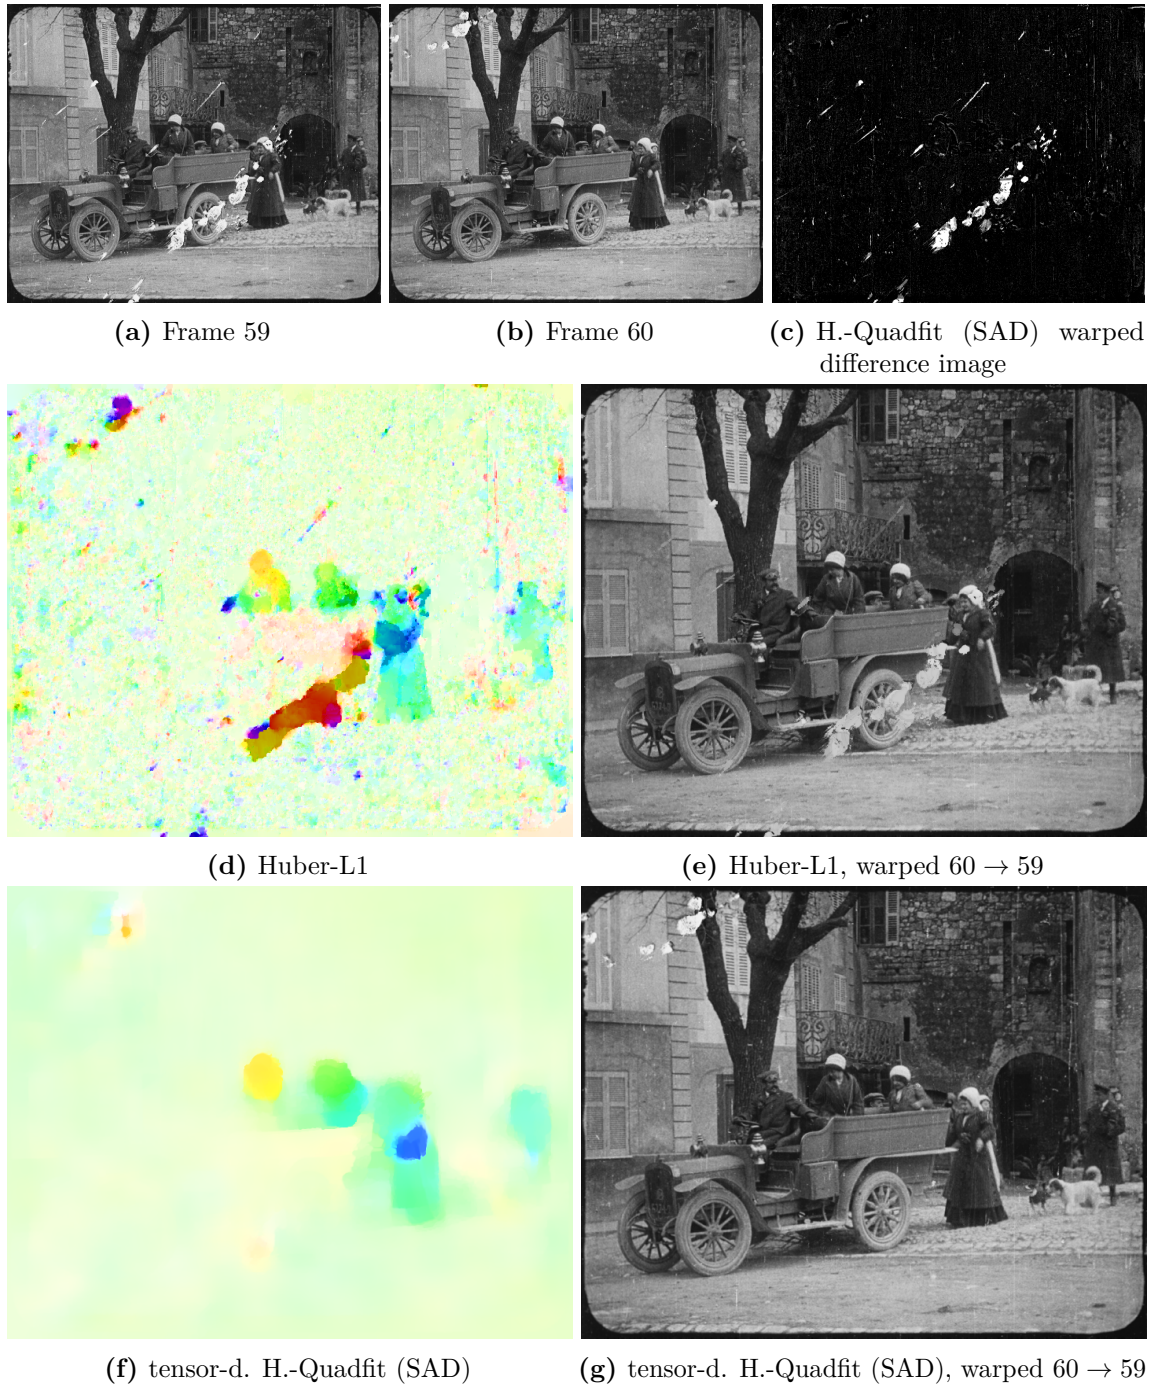 (a) Frame 59
(b) Frame 60
(c) H.-Quadfit (SAD) warped
difference image
(d) Huber-L1
(e) Huber-L1, warped 60 → 59
(f) tensor-d. H.-Quadfit (SAD)
(g) tensor-d. H.-Quadfit (SAD), warped 60 → 59